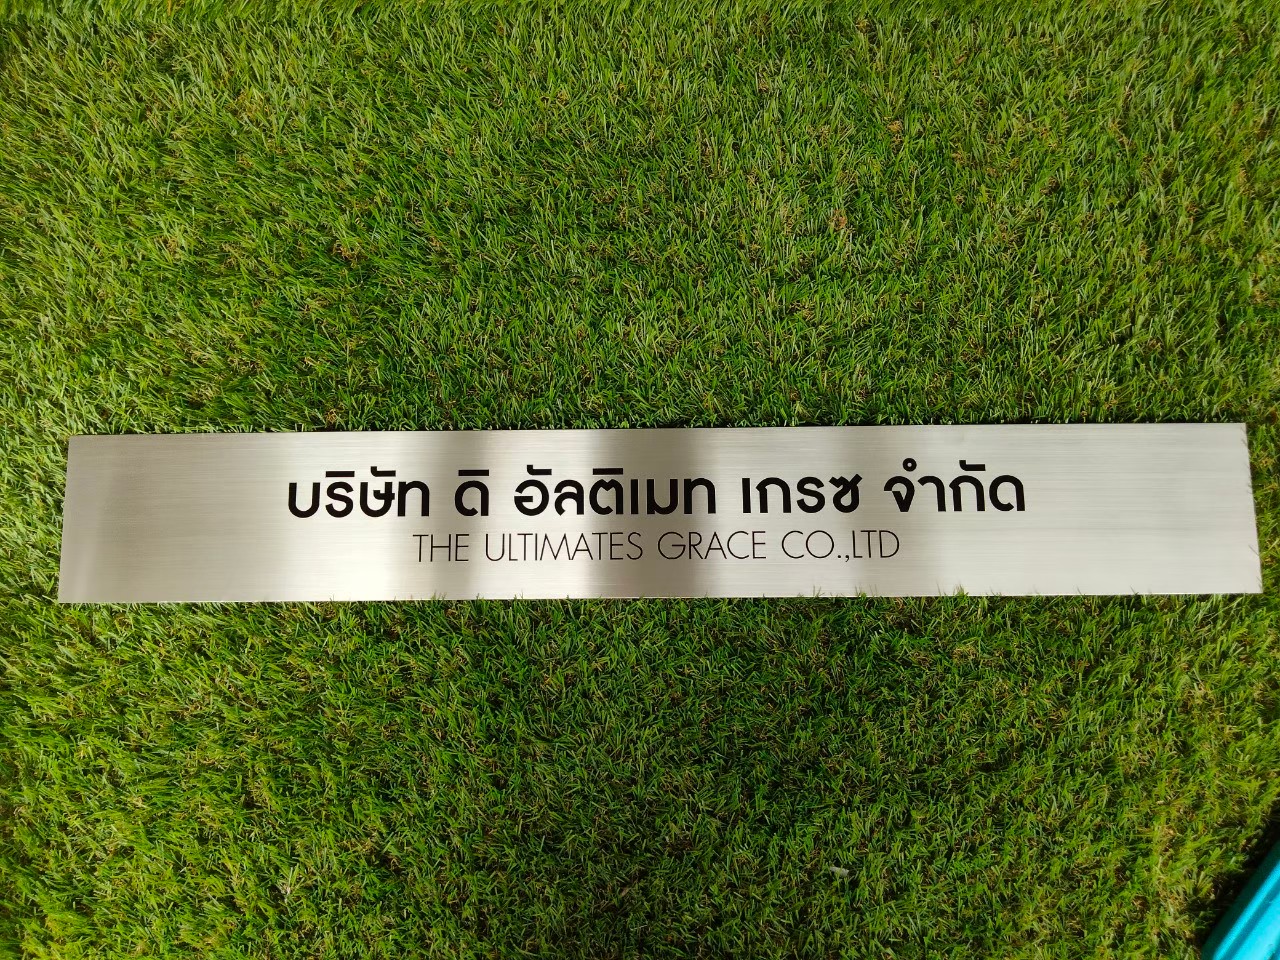 บริษัท ดิ อัลติเมท เกรซ จำกัด
THE ULTIMATES GRACE CO.,LTD